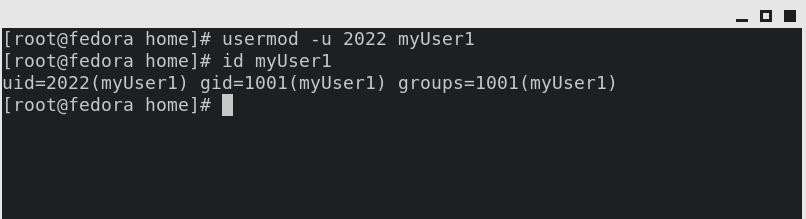 [root@fedora home]# usermod -u 2022 myUser1
[root@fedora home]# id myUser1
uid=2022(myUser1) gid=1001(myUser1) groups=1001(myUser1)
[root@fedora home]#